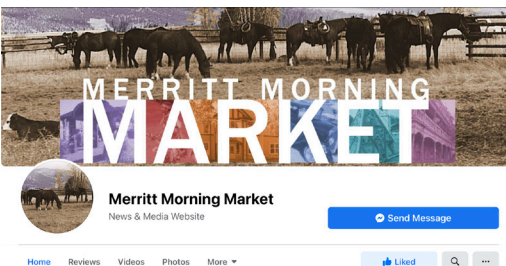 MERRITT MORNING
MARKET
Merritt Morning Market
News & Media Website
Send Message
Home Reviews Videos Photos More
Liked